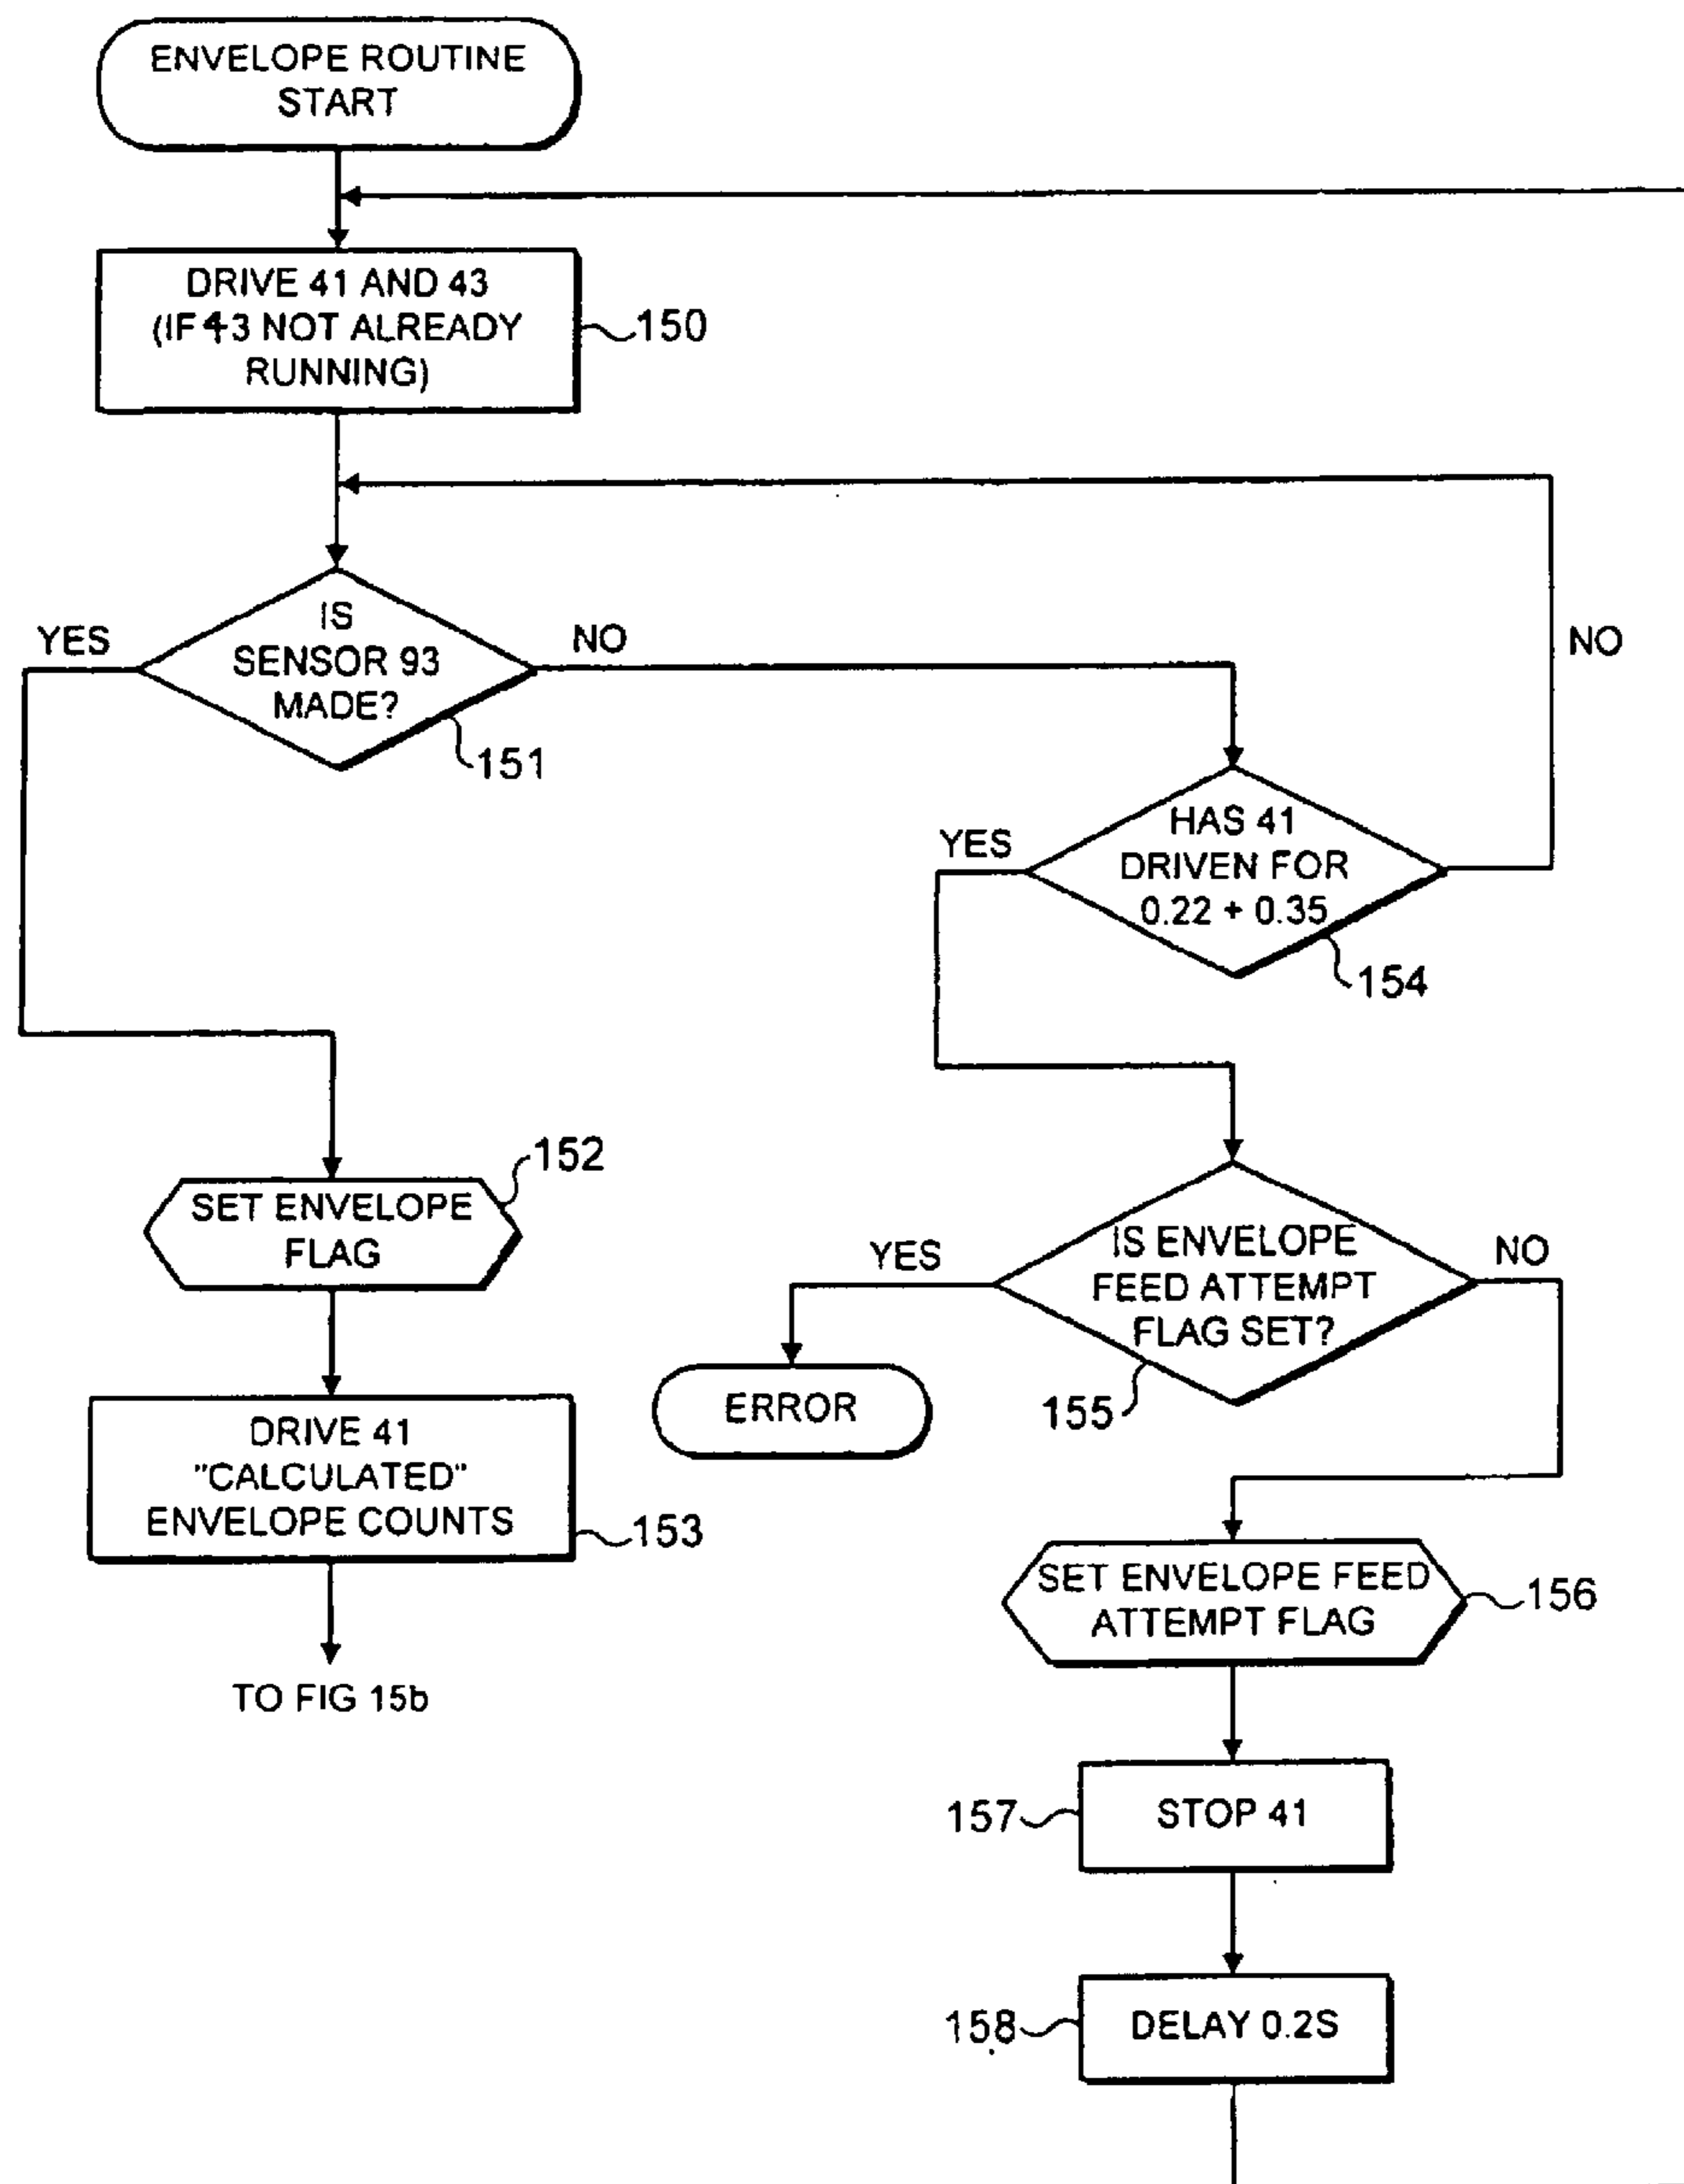 ENVELOPE ROUTINE
START
DRIVE 41 AND 43
(IF 43 NOT ALREADY
RUNNING)
150
IS
SENSOR 93
MADE?
YES
NO
151
HAS 41
DRIVEN FOR
0.22 + 0.35
YES
NO
154
SET ENVELOPE
FLAG
152
IS ENVELOPE
FEED ATTEMPT
FLAG SET?
YES
NO
155
ERROR
DRIVE 41
"CALCULATED"
ENVELOPE COUNTS
153
TO FIG 15b
SET ENVELOPE FEED
ATTEMPT FLAG
156
157
STOP 41
158
DELAY 0.2S